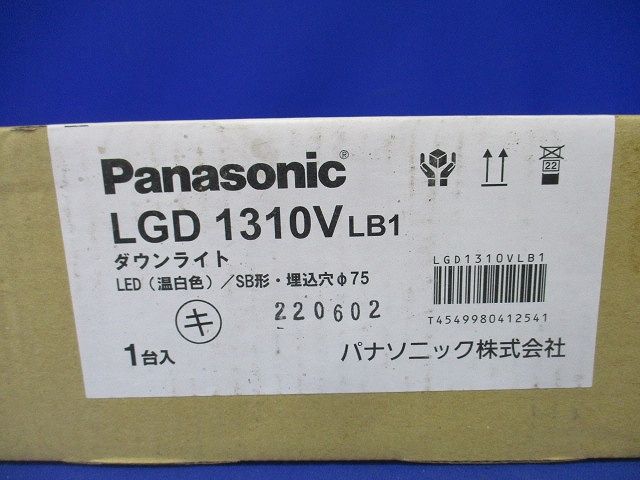 Panasonic®
22
LGD 1310V LB1
ダウンライト
LED（温白色）／SB形・埋込穴φ75
LGD1310VLB1
T4549980412541
キ
220602
1台入
パナソニック株式会社